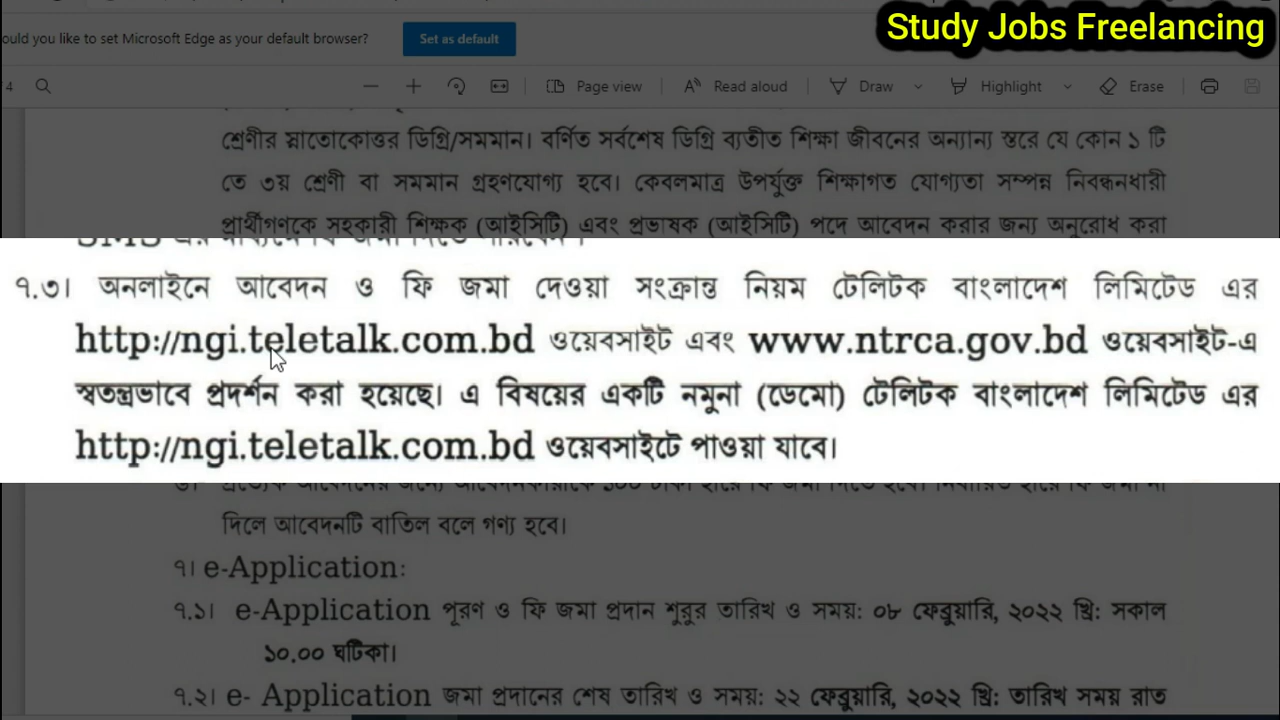 Study Jobs Freelancing
ould you like to set Microsoft Edge as your default browser?
Set as default
4
Page view
Read aloud
Draw
Highlight
Erase
শ্রেণীর স্নাতোকোত্তর ডিগ্রি/সমমান। বর্ণিত সর্বশেষ ডিগ্রি ব্যতীত শিক্ষা জীবনের অন্যান্য স্তরে যে কোন ১ টি
তে ৩য় শ্রেণী বা সমমান গ্রহণযোগ্য হবে। কেবলমাত্র উপর্যুক্ত শিক্ষাগত যোগ্যতা সম্পন্ন নিবন্ধনধারী
প্রার্থীগণকে সহকারী শিক্ষক (আইসিটি) এবং প্রভাষক (আইসিটি) পদে আবেদন করার জন্য অনুরোধ করা
৭.৩। অনলাইনে আবেদন ও ফি জমা দেওয়া সংক্রান্ত নিয়ম টেলিটক বাংলাদেশ লিমিটেড এর
http://ngi.teletalk.com.bd ওয়েবসাইট এবং www.ntrca.gov.bd ওয়েবসাইট-এ
স্বতন্ত্রভাবে প্রদর্শন করা হয়েছে। এ বিষয়ের একটি নমুনা (ডেমো) টেলিটক বাংলাদেশ লিমিটেড এর
http://ngi.teletalk.com.bd ওয়েবসাইটে পাওয়া যাবে।
দিলে আবেদনটি বাতিল বলে গণ্য হবে।
৭। e-Application:
৭.১। e-Application পূরণ ও ফি জমা প্রদান শুরুর তারিখ ও সময়: ০৮ ফেব্রুয়ারি, ২০২২ খ্রি: সকাল
১০.০০ ঘটিকা।
৭.২। e- Application জমা প্রদানের শেষ তারিখ ও সময়: ২২ ফেব্রুয়ারি, ২০২২ খ্রি: তারিখ সময় রাত